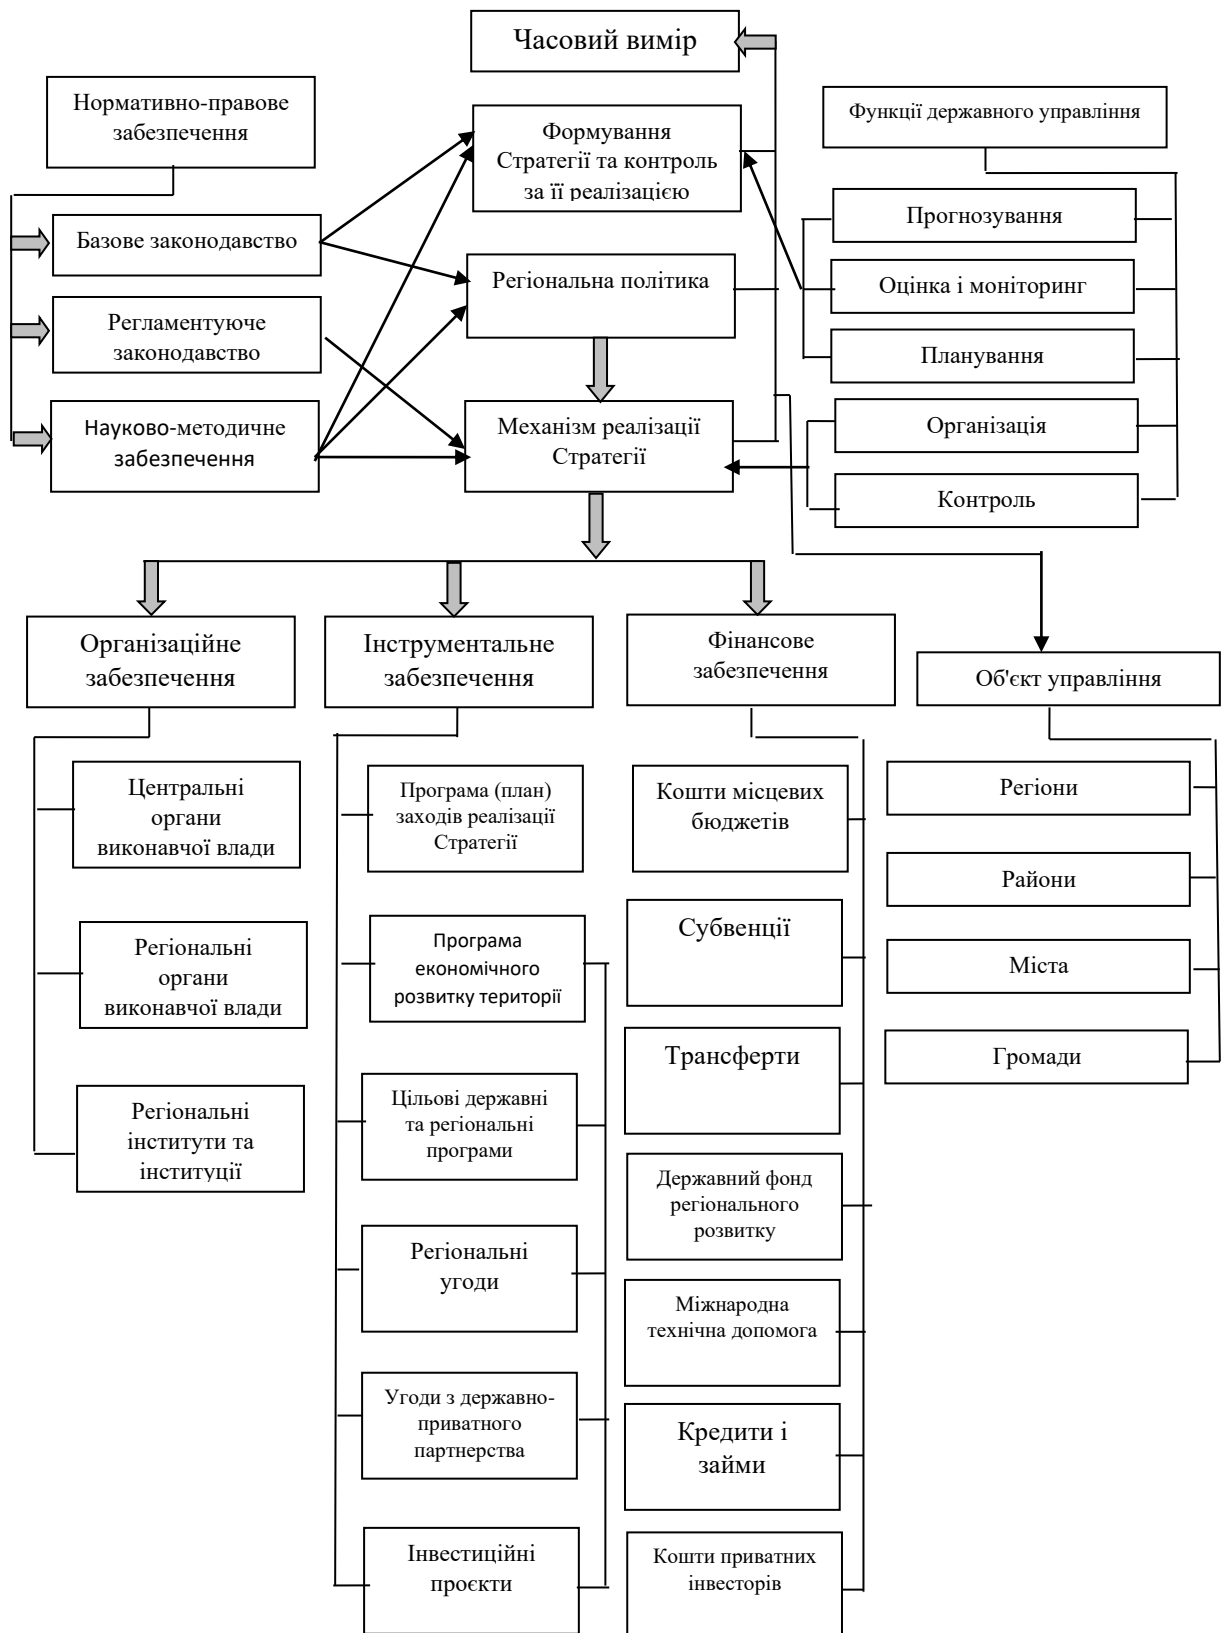 Часовий вимір
Нормативно-правове
забезпечення
Формування
Стратегії та контроль
за її реалізацією
Функції державного управління
Базове законодавство
Регламентуюче
законодавство
Науково-методичне
забезпечення
Регіональна політика
Механізм реалізації
Стратегії
Прогнозування
Оцінка і моніторинг
Планування
Організація
Контроль
Організаційне
забезпечення
Інструментальне
забезпечення
Фінансове
забезпечення
Об'єкт управління
Центральні
органи
виконавчої влади
Регіональні
органи
виконавчої влади
Регіональні
інститути та
інституції
Програма (план)
заходів реалізації
Стратегії
Програма
економічного
розвитку території
Цільові державні
та регіональні
програми
Регіональні
угоди
Угоди з державно-
приватного
партнерства
Інвестиційні
проєкти
Кошти місцевих
бюджетів
Субвенції
Трансферти
Державний фонд
регіонального
розвитку
Міжнародна
технічна допомога
Кредити і
займи
Кошти приватних
інвесторів
Регіони
Райони
Міста
Громади